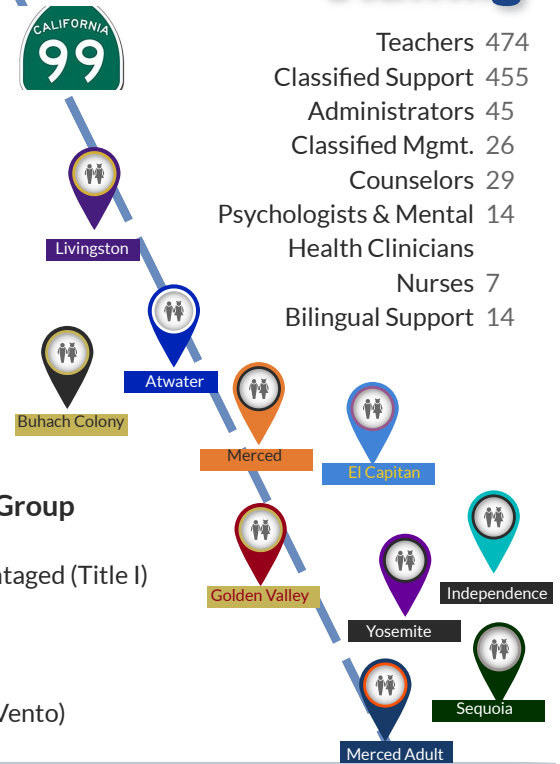 CALIFORNIA
99
Teachers 474
Classified Support 455
Administrators 45
Classified Mgmt. 26
Counselors 29
Psychologists & Mental 14
Health Clinicians
Nurses 7
Bilingual Support 14
Livingston
Atwater
Buhach Colony
Merced
El Capitan
Group
ntaged (Title I)
Golden Valley
Independence
Yosemite
Vento)
Sequoia
Merced Adult